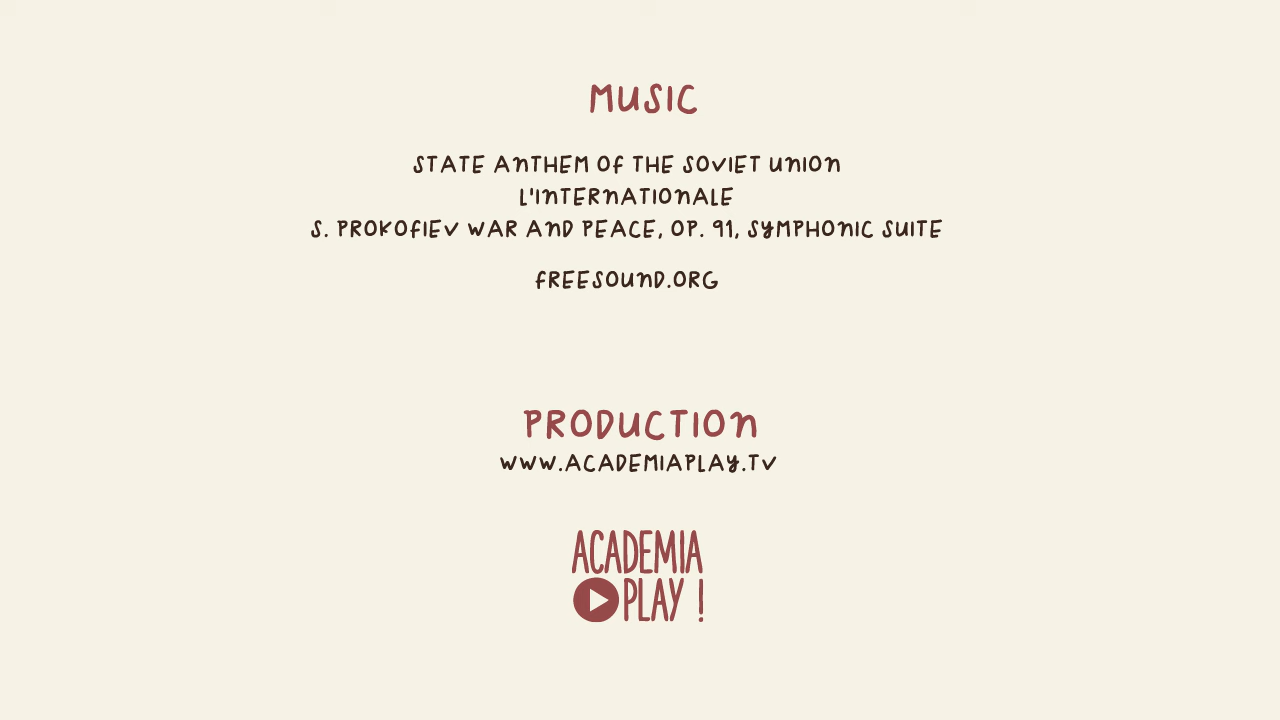 MUSIC
STATE ANTHEM OF THE SOVIET UNION
L'INTERNATIONALE
S. PROKOFIEV WAR AND PEACE, OP. 91, SYMPHONIC SUITE
FREESOUND.ORG
PRODUCTION
WWW.ACADEMIAPLAY.TV
ACADEMIA
PLAY !